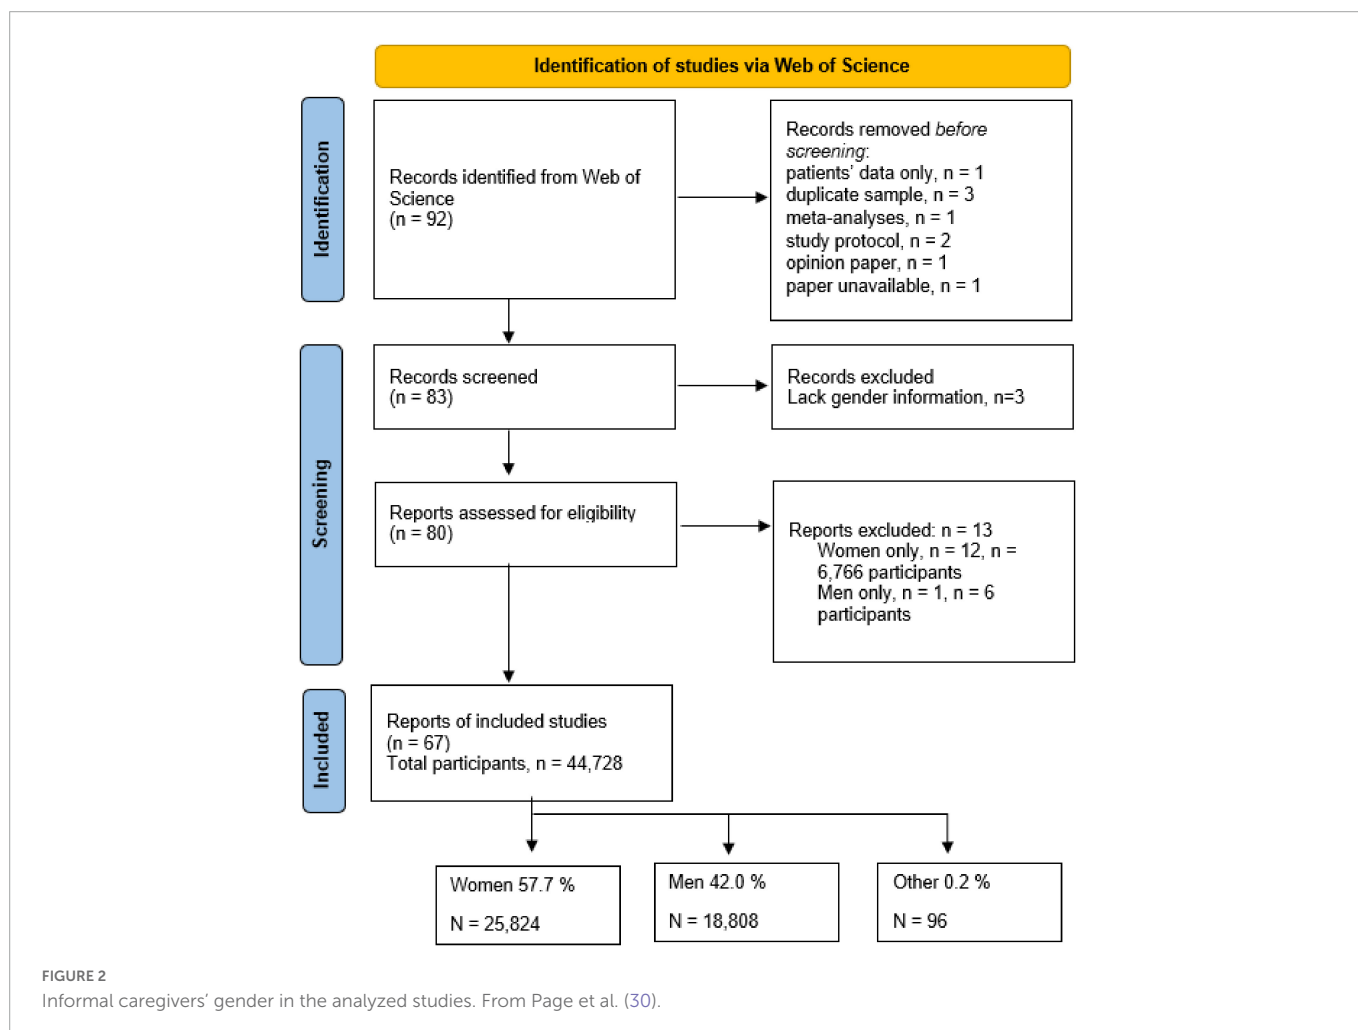 Identification of studies via Web of Science
Identification
Records identified from Web of
Science
(n = 92)
Records removed before
screening:
patients' data only, n = 1
duplicate sample, n = 3
meta-analyses, n = 1
study protocol, n = 2
opinion paper, n = 1
paper unavailable, n = 1
Screening
Records screened
(n = 83)
Records excluded
Lack gender information, n=3
Reports assessed for eligibility
(n = 80)
Reports excluded: n = 13
Women only, n = 12, n =
6,766 participants
Men only, n = 1, n = 6
participants
Included
Reports of included studies
(n = 67)
Total participants, n = 44,728
Women 57.7 %
N = 25,824
Men 42.0 %
N = 18,808
Other 0.2 %
N = 96
FIGURE 2
Informal caregivers' gender in the analyzed studies. From Page et al. (30).